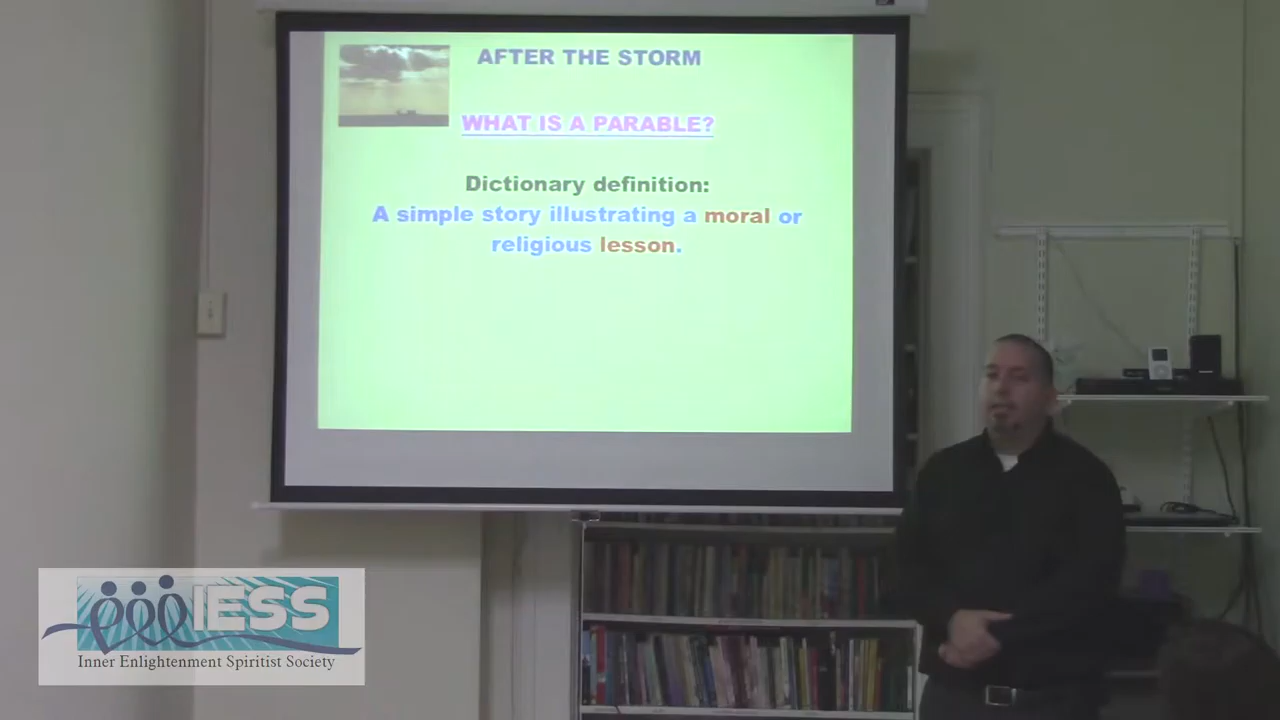 AFTER THE STORM
WHAT IS A PARABLE?
Dictionary definition:
A simple story illustrating a moral or
religious lesson.
IESS
Inner Enlightenment Spiritist Society